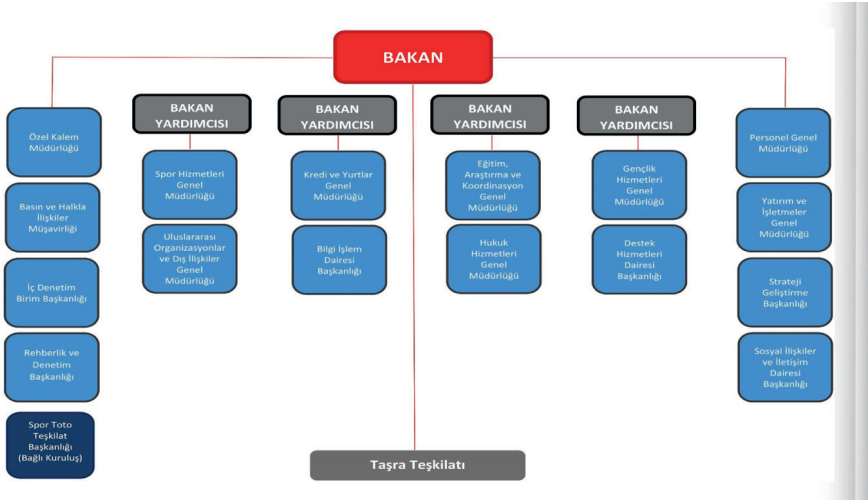 BAKAN
Özel Kalem
Müdürlüğü
Basın ve Halkla
İlişkiler
Müşavirliği
İç Denetim
Birim Başkanlığı
Rehberlik ve
Denetim
Başkanlığı
Spor Toto
Teşkilat
Başkanlığı
(Bağlı Kuruluş)
BAKAN
YARDIMCISI
Spor Hizmetleri
Genel
Müdürlüğü
Uluslararası
Organizasyonlar
ve Dış İlişkiler
Genel
Müdürlüğü
BAKAN
YARDIMCISI
Kredi ve Yurtlar
Genel
Müdürlüğü
Bilgi İşlem
Dairesi
Başkanlığı
BAKAN
YARDIMCISI
Eğitim,
Araştırma ve
Koordinasyon
Genel
Müdürlüğü
Hukuk
Hizmetleri
Genel
Müdürlüğü
BAKAN
YARDIMCISI
Gençlik
Hizmetleri
Genel
Müdürlüğü
Destek
Hizmetleri
Dairesi
Başkanlığı
Personel Genel
Müdürlüğü
Yatırım ve
İşletmeler
Genel
Müdürlüğü
Strateji
Geliştirme
Başkanlığı
Sosyal İlişkiler
ve İletişim
Dairesi
Başkanlığı
Taşra Teşkilatı